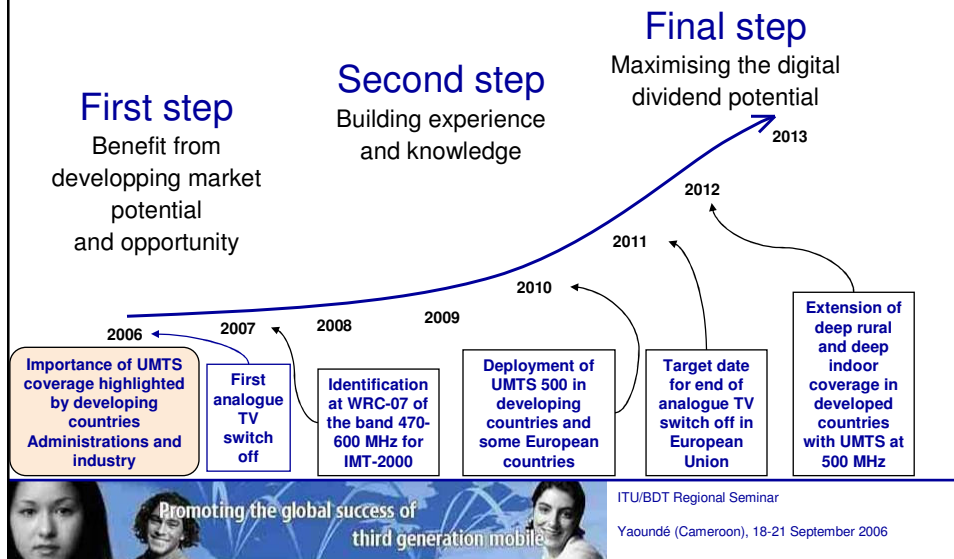 First step
Benefit from
developping market
potential
and opportunity
Second step
Building experience
and knowledge
Final step
Maximising the digital
dividend potential
2006
2007
2008
2009
2010
2011
2012
2013
Importance of UMTS
coverage highlighted
by developing
countries
Administrations and
industry
First
analogue
TV
switch
off
Identification
at WRC-07 of
the band 470-
600 MHz for
IMT-2000
Deployment of
UMTS 500 in
developing
countries and
some European
countries
Target date
for end of
analogue TV
switch off in
European
Union
Extension of
deep rural
and deep
indoor
coverage in
developed
countries
with UMTS at
500 MHz
Promoting the global success of
third generation mobile
ITU/BDT Regional Seminar
Yaoundé (Cameroon), 18-21 September 2006